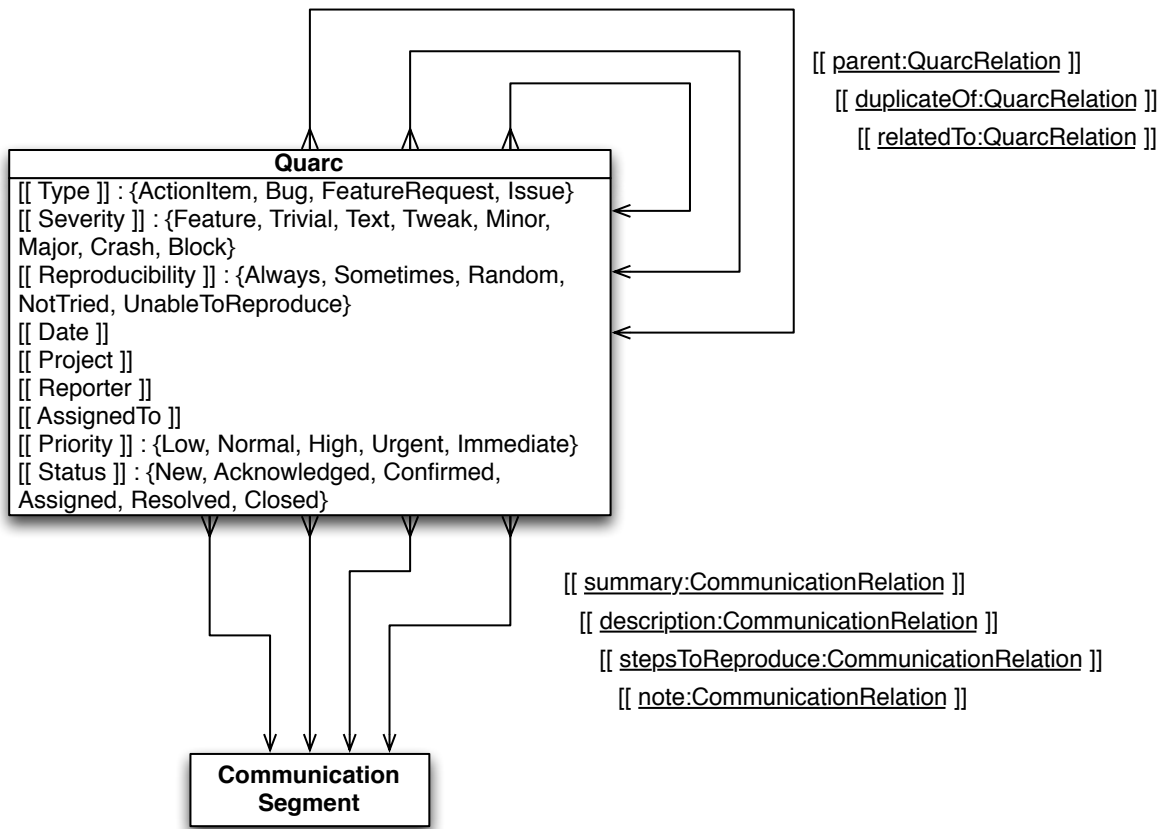 [[ parent:QuarcRelation ]]
[[ duplicateOf:QuarcRelation ]]
[[ relatedTo:QuarcRelation ]]
Quarc
[[ Type ]] : {ActionItem, Bug, FeatureRequest, Issue}
[[ Severity ]] : {Feature, Trivial, Text, Tweak, Minor,
Major, Crash, Block}
[[ Reproducibility ]] : {Always, Sometimes, Random,
NotTried, UnableToReproduce}
[[ Date ]]
[[ Project ]]
[[ Reporter ]]
[[ AssignedTo ]]
[[ Priority ]] : {Low, Normal, High, Urgent, Immediate}
[[ Status ]] : {New, Acknowledged, Confirmed,
Assigned, Resolved, Closed}
[[ summary:CommunicationRelation ]]
[[ description:CommunicationRelation ]]
[[ stepsToReproduce:CommunicationRelation ]]
[[ note:CommunicationRelation ]]
Communication
Segment